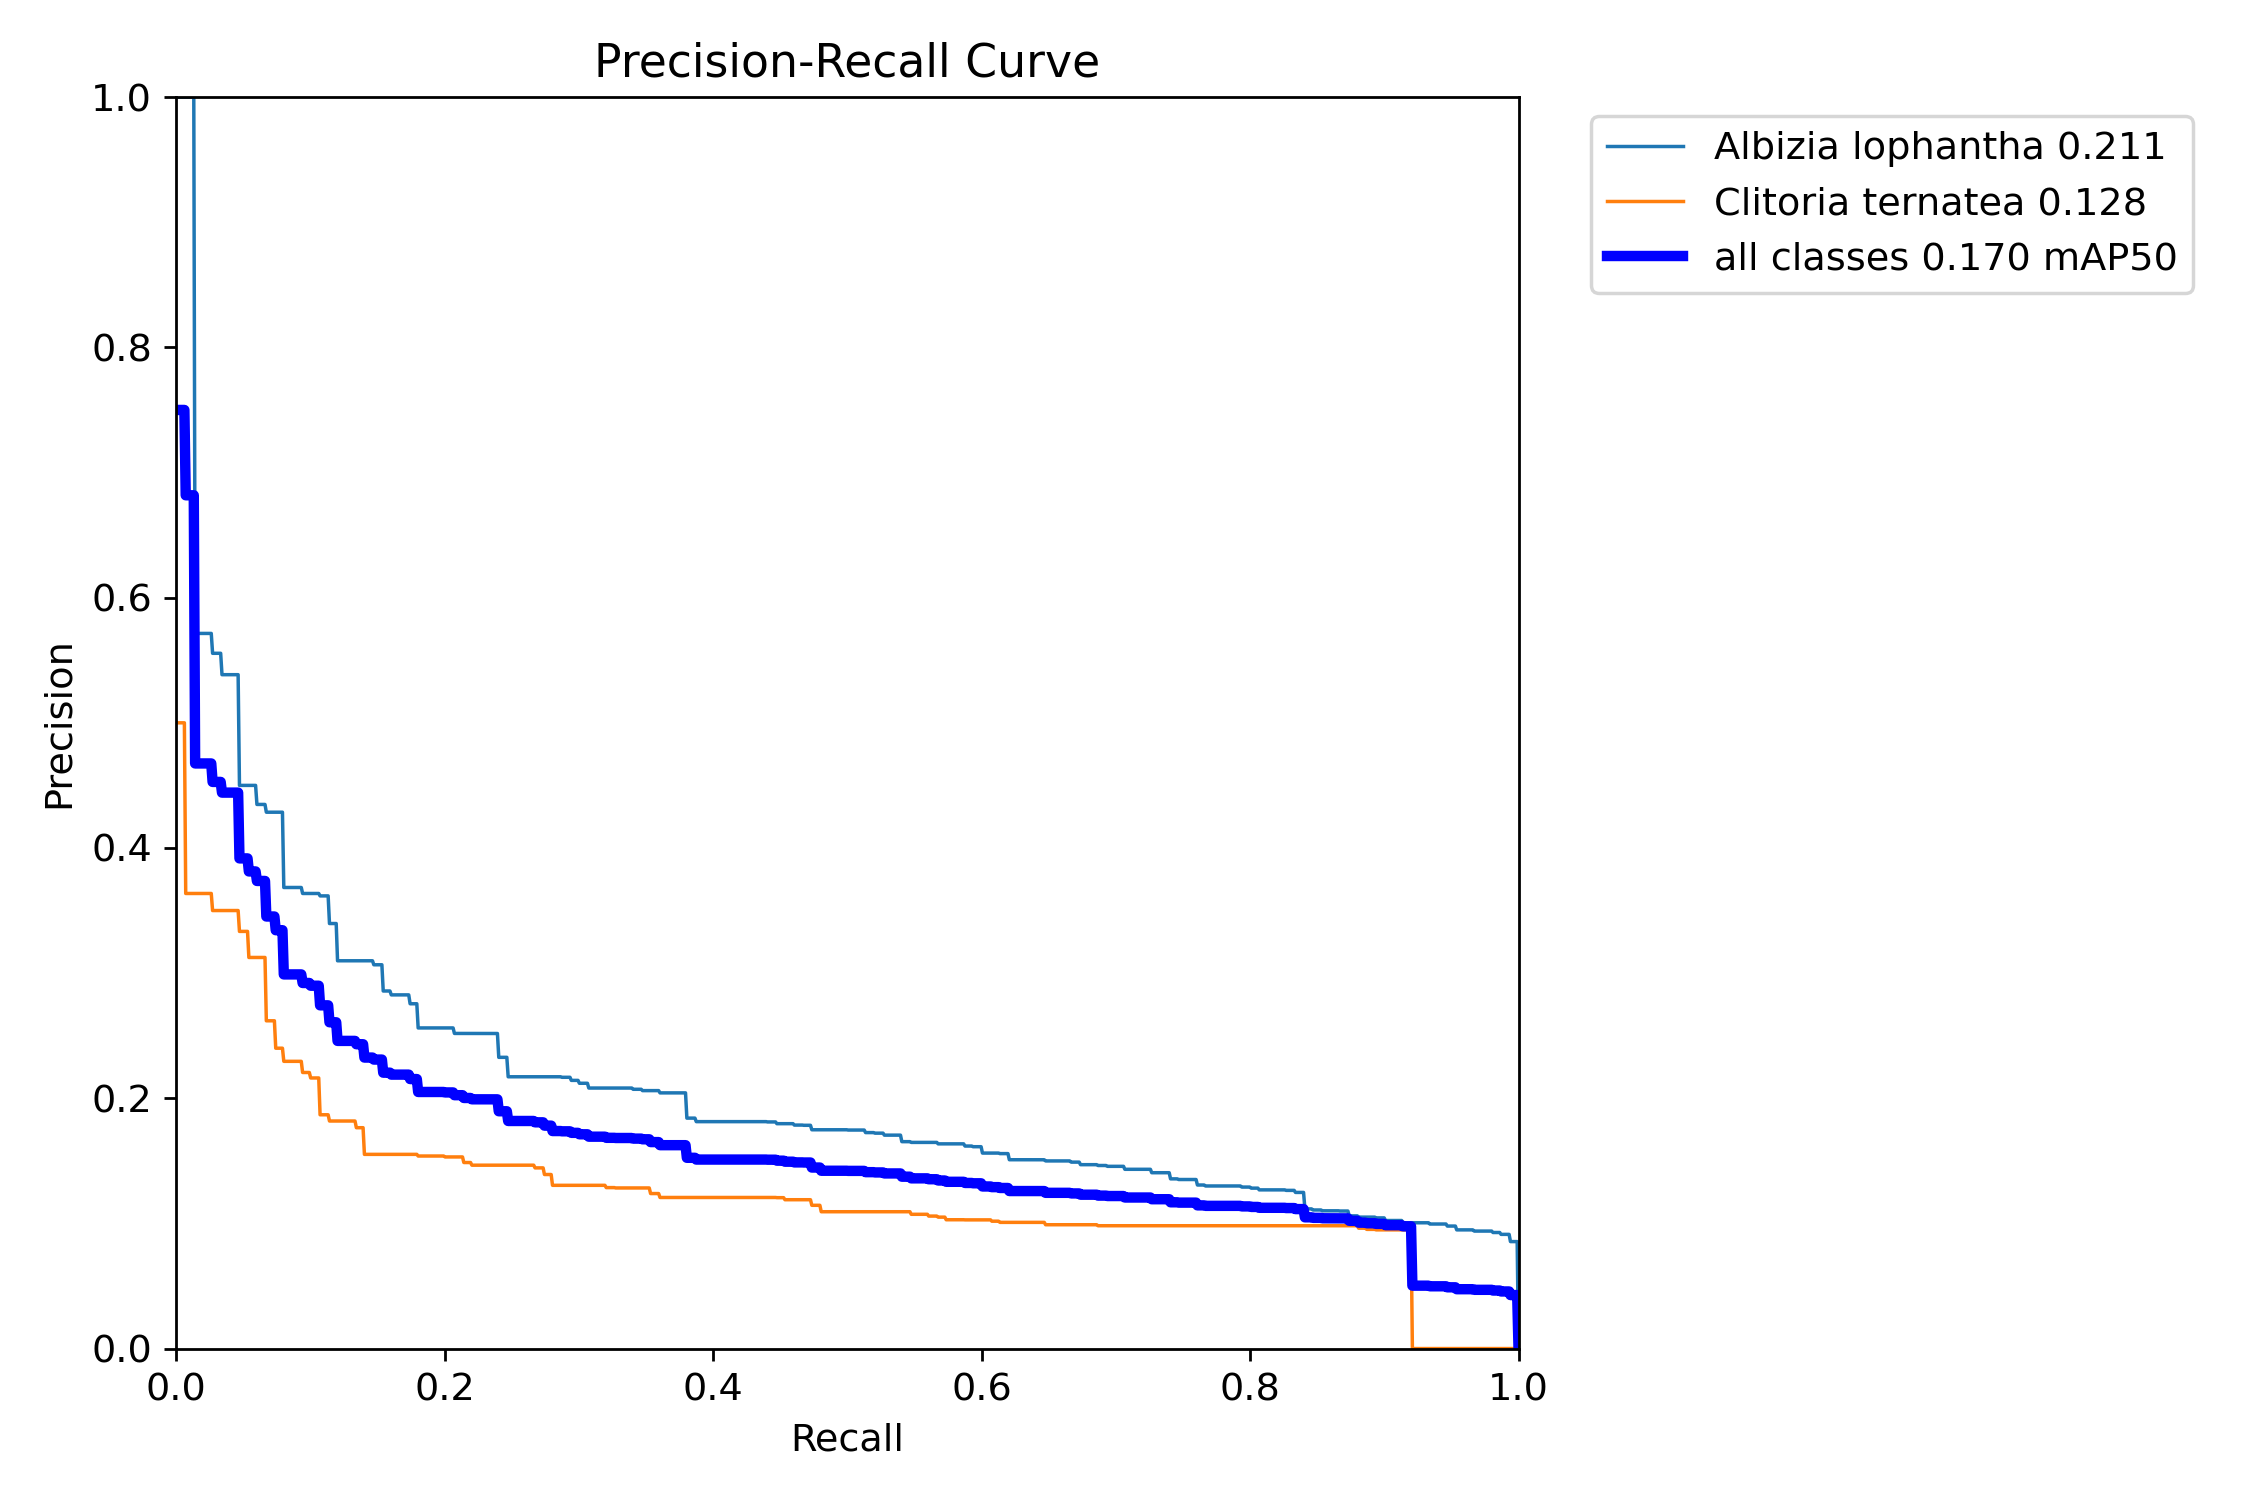 Precision-Recall Curve
1.0
0.8
0.6
0.4
0.2
0.0
Precision
0.0 0.2 0.4 0.6 0.8 1.0
Recall
Albizia lophantha 0.211
Clitoria ternatea 0.128
all classes 0.170 mAP50